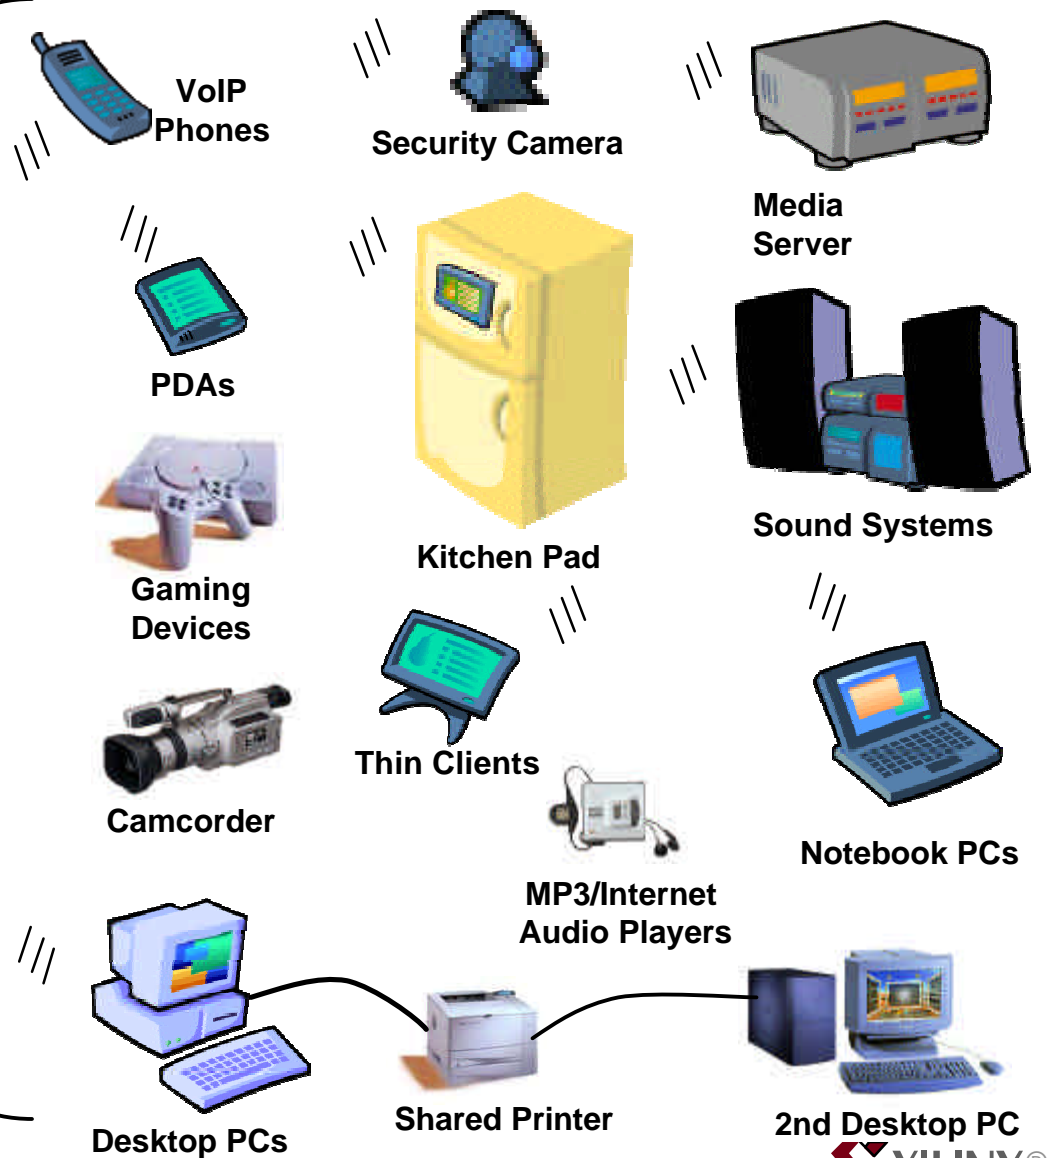 VoIP
Phones
Security Camera
Media
Server
PDAs
Kitchen Pad
Sound Systems
Gaming
Devices
Thin Clients
Camcorder
Notebook PCs
MP3/Internet
Audio Players
Shared Printer
2nd Desktop PC
Desktop PCs